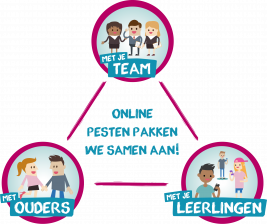 MET JE
TEAM
ONLINE
PESTEN PAKKEN
WE SAMEN AAN!
MET
OUDERS
MET JE
LEERLINGEN